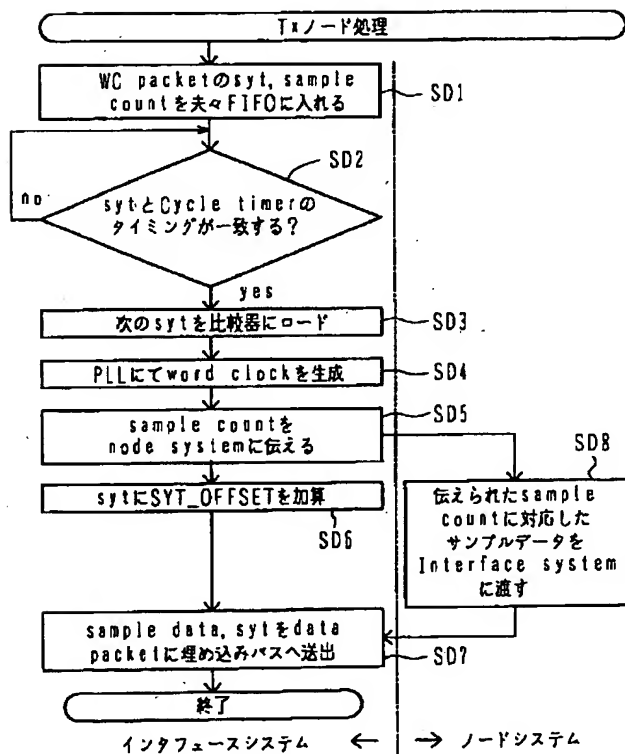 Txノード処理
WC packetのsyt, sample
countを夫々FIFOに入れる
SD1
SD2
no
sytとCycle timerの
タイミングが一致する?
yes
次のsytを比較器にロード
SD3
PLLにてword clockを生成
SD4
SD5
sample countを
node systemに伝える
SD8
sytにSYT_OFFSETを加算
SD6
伝えられたsample
countに対応した
サンプルデータを
Interface system
に渡す
sample data, sytをdata
packetに埋め込みバスへ送出
SD7
終了
インタフェースシステム ← → ノードシステム